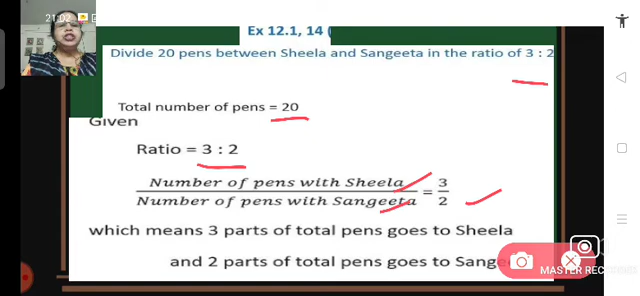 21:02
Ex 12.1, 14 (
Divide 20 pens between Sheela and Sangeeta in the ratio of 3 : 2
Total number of pens = 20
Given
Ratio = 3 : 2
Number of pens with Sheela / Number of pens with Sangeeta = 3 / 2
which means 3 parts of total pens goes to Sheela
and 2 parts of total pens goes to Sange
MASTER RECORD